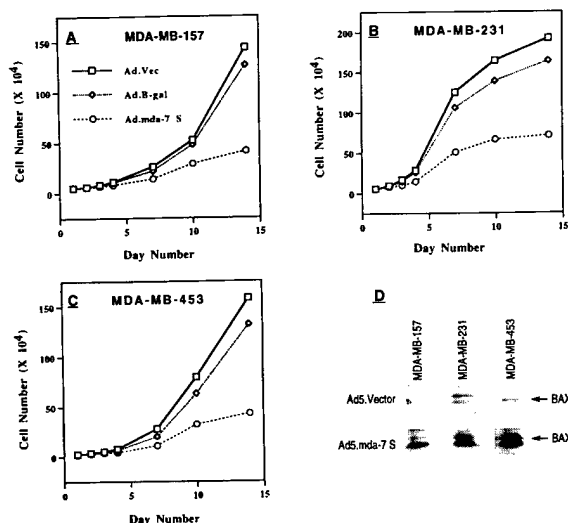 A
MDA-MB-157
Ad.Vec
Ad.B-gal
Ad.mda-7 S
Cell Number (X 10⁴)
150
100
50
0
0
5
10
15
Day Number
B
MDA-MB-231
Cell Number (X 10⁴)
200
150
100
50
0
0
5
10
15
Day Number
C
MDA-MB-453
Cell Number (X 10⁴)
150
100
50
0
0
5
10
15
Day Number
D
MDA-MB-157
MDA-MB-231
MDA-MB-453
Ad5.Vector
BAX
Ad5.mda-7 S
BAX